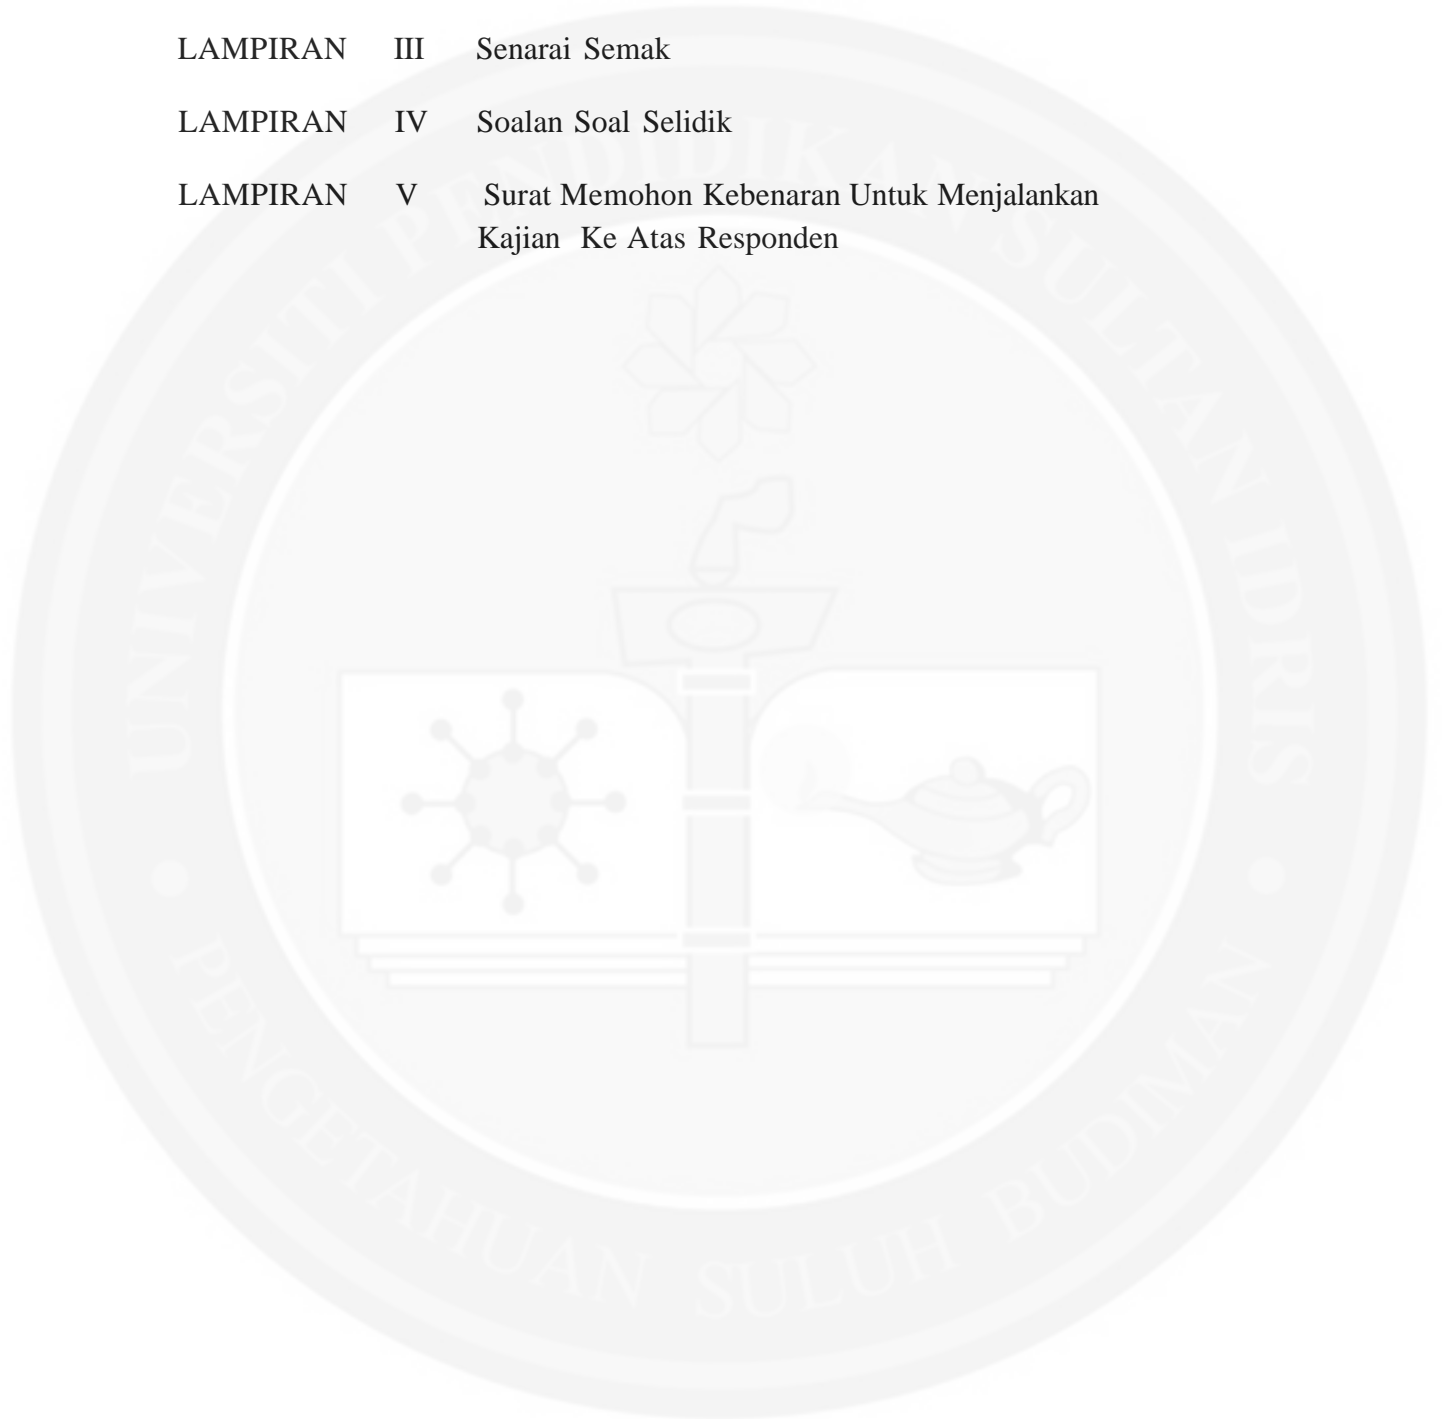 LAMPIRAN III Senarai Semak
LAMPIRAN IV Soalan Soal Selidik
LAMPIRAN V Surat Memohon Kebenaran Untuk Menjalankan
Kajian Ke Atas Responden
UNIVERSITI PENDIDIKAN SULTAN IDRIS
PENGETAHUAN SULUH BUDIMAN